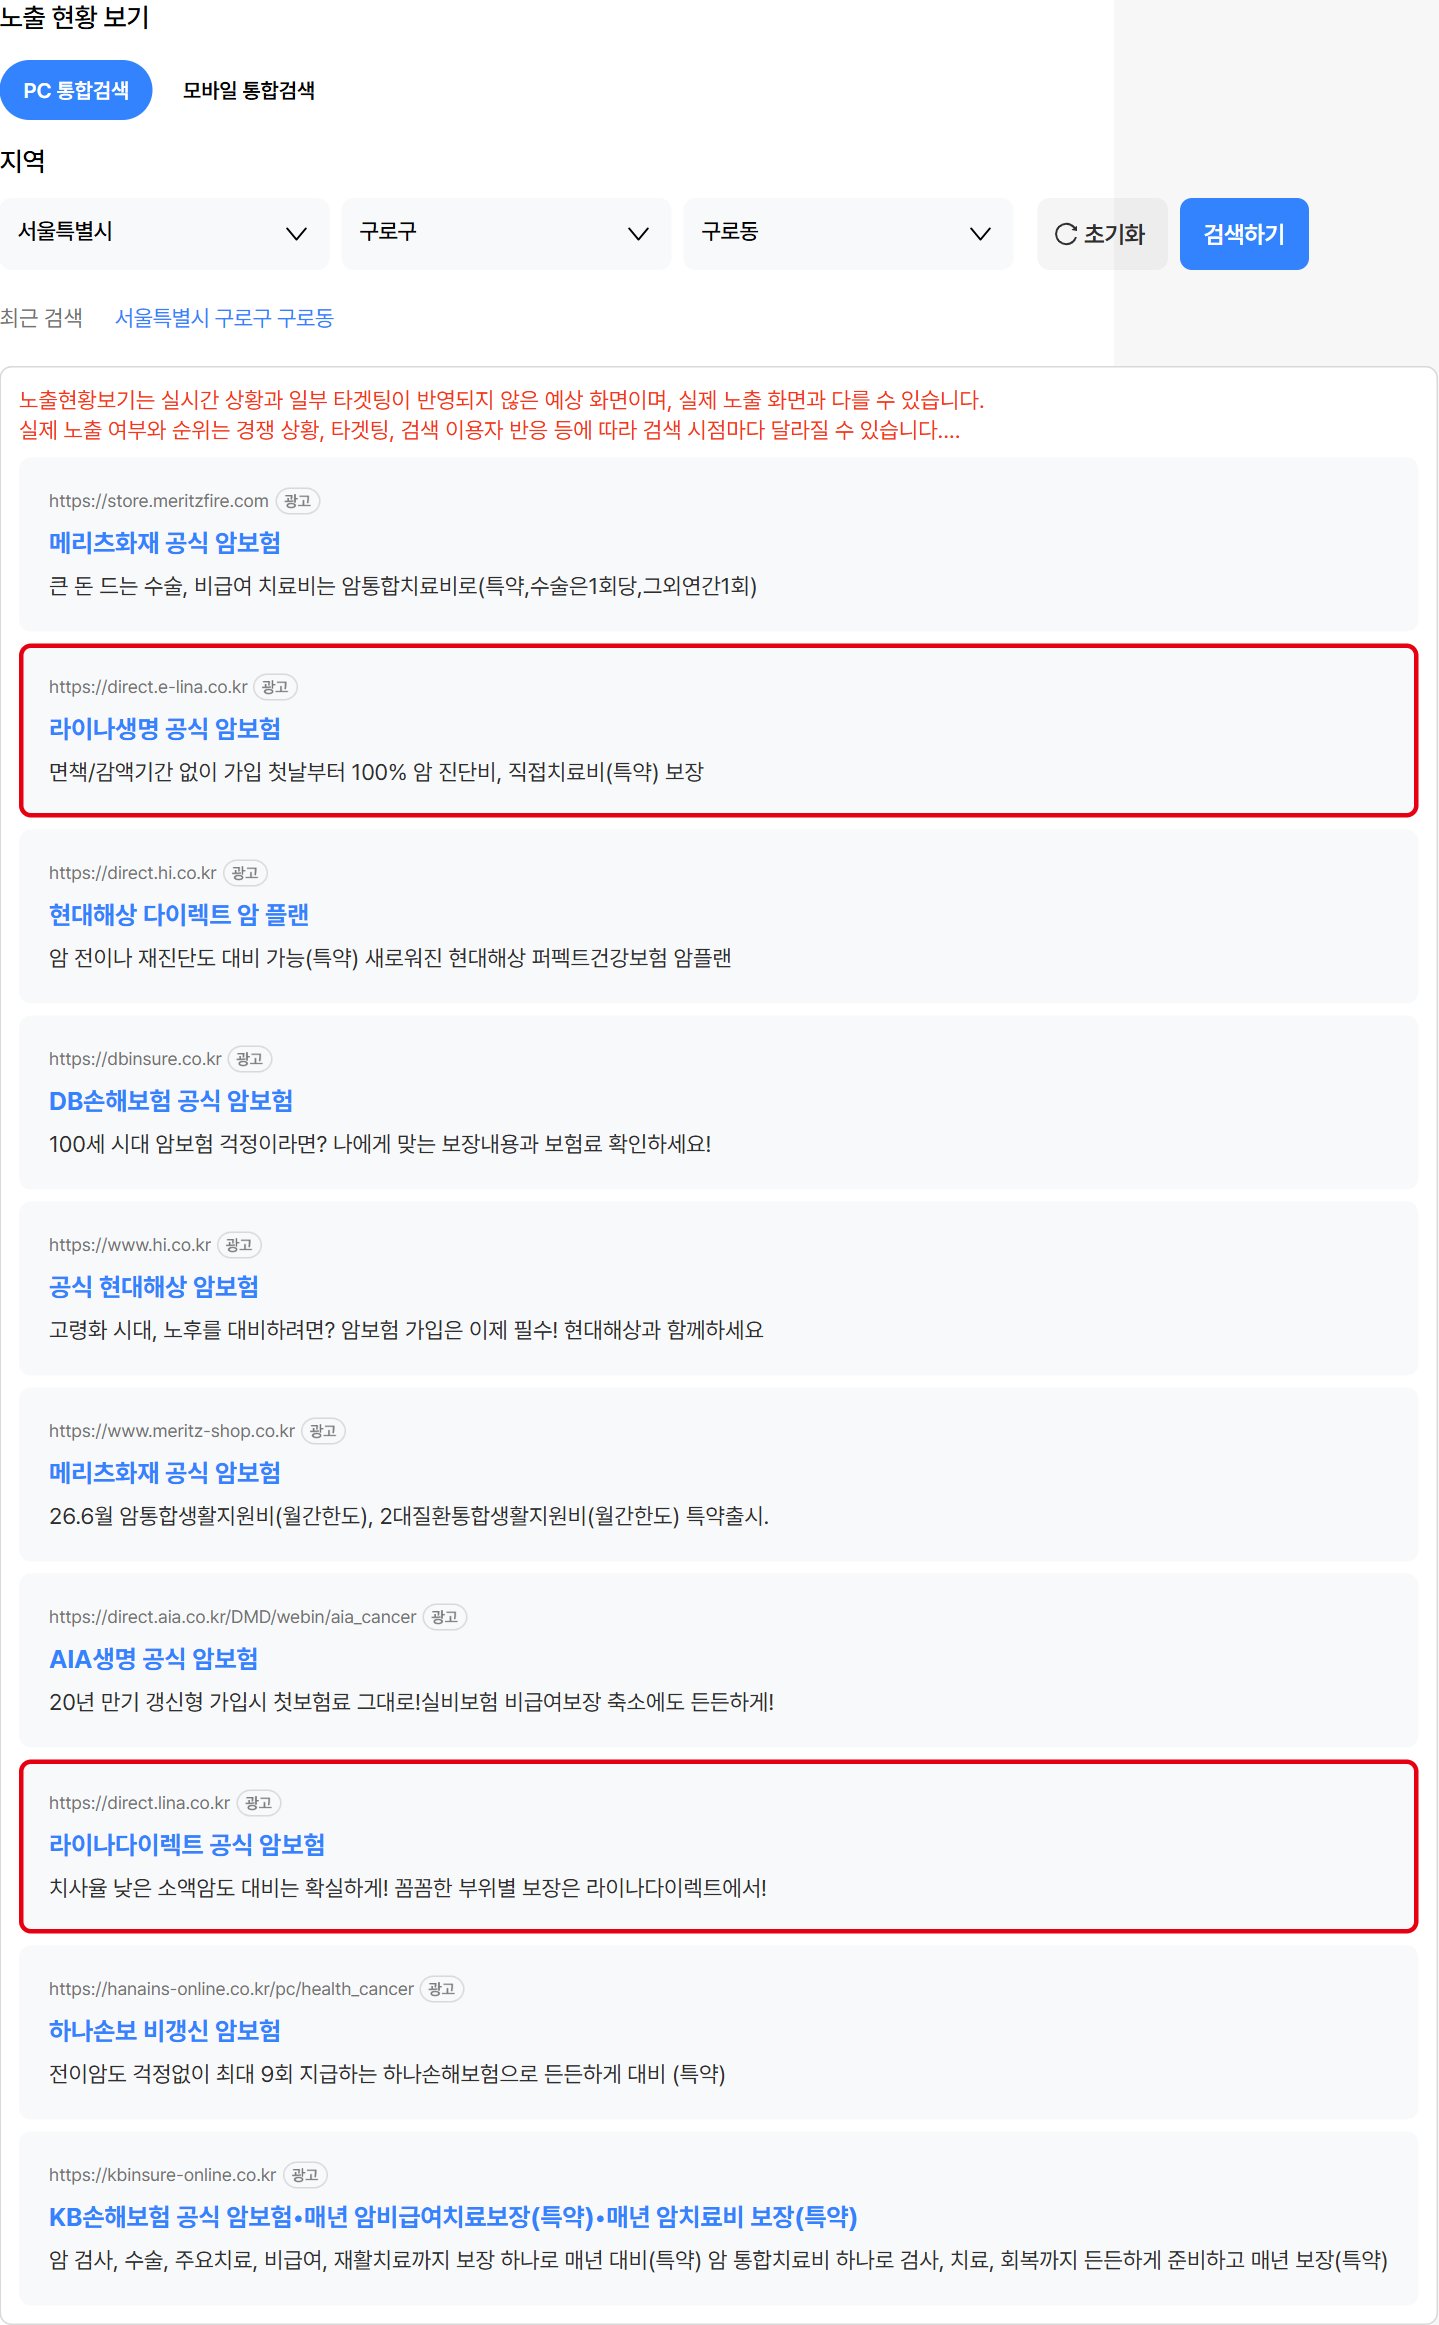 노출 현황 보기
PC 통합검색
모바일 통합검색
지역
서울특별시
구로구
구로동
초기화
검색하기
최근 검색
서울특별시 구로구 구로동
노출현황보기는 실시간 상황과 일부 타겟팅이 반영되지 않은 예상 화면이며, 실제 노출 화면과 다를 수 있습니다.
실제 노출 여부와 순위는 경쟁 상황, 타겟팅, 검색 이용자 반응 등에 따라 검색 시점마다 달라질 수 있습니다....
https://store.meritzfire.com 광고
메리츠화재 공식 암보험
큰 돈 드는 수술, 비급여 치료비는 암통합치료비로(특약,수술은1회당,그외연간1회)
https://direct.e-lina.co.kr 광고
라이나생명 공식 암보험
면책/감액기간 없이 가입 첫날부터 100% 암 진단비, 직접치료비(특약) 보장
https://direct.hi.co.kr 광고
현대해상 다이렉트 암 플랜
암 전이나 재진단도 대비 가능(특약) 새로워진 현대해상 퍼펙트건강보험 암플랜
https://dbinsure.co.kr 광고
DB손해보험 공식 암보험
100세 시대 암보험 걱정이라면? 나에게 맞는 보장내용과 보험료 확인하세요!
https://www.hi.co.kr 광고
공식 현대해상 암보험
고령화 시대, 노후를 대비하려면? 암보험 가입은 이제 필수! 현대해상과 함께하세요
https://www.meritz-shop.co.kr 광고
메리츠화재 공식 암보험
26.6월 암통합생활지원비(월간한도), 2대질환통합생활지원비(월간한도) 특약출시.
https://direct.aia.co.kr/DMD/webin/aia_cancer 광고
AIA생명 공식 암보험
20년 만기 갱신형 가입시 첫보험료 그대로!실비보험 비급여보장 축소에도 든든하게!
https://direct.lina.co.kr 광고
라이나다이렉트 공식 암보험
치사율 낮은 소액암도 대비는 확실하게! 꼼꼼한 부위별 보장은 라이나다이렉트에서!
https://hanains-online.co.kr/pc/health_cancer 광고
하나손보 비갱신 암보험
전이암도 걱정없이 최대 9회 지급하는 하나손해보험으로 든든하게 대비 (특약)
https://kbinsure-online.co.kr 광고
KB손해보험 공식 암보험•매년 암비급여치료보장(특약)•매년 암치료비 보장(특약)
암 검사, 수술, 주요치료, 비급여, 재활치료까지 보장 하나로 매년 대비(특약) 암 통합치료비 하나로 검사, 치료, 회복까지 든든하게 준비하고 매년 보장(특약)